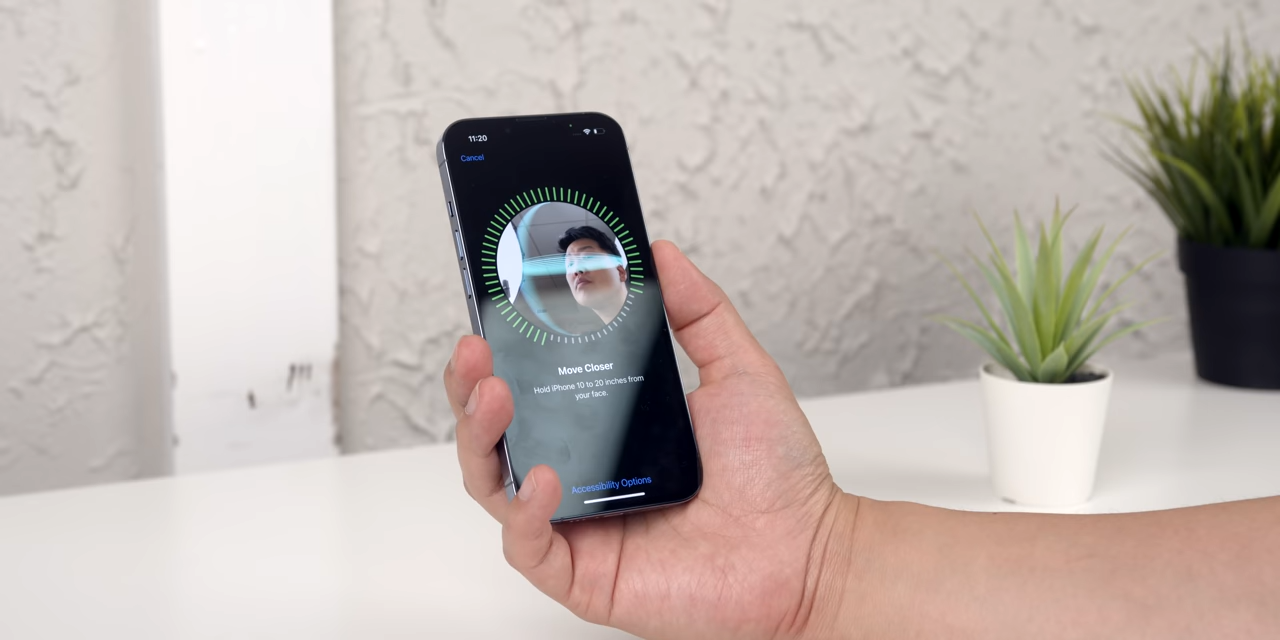 11:20
Cancel
Move Closer
Hold iPhone 10 to 20 inches from
your face.
Accessibility Options